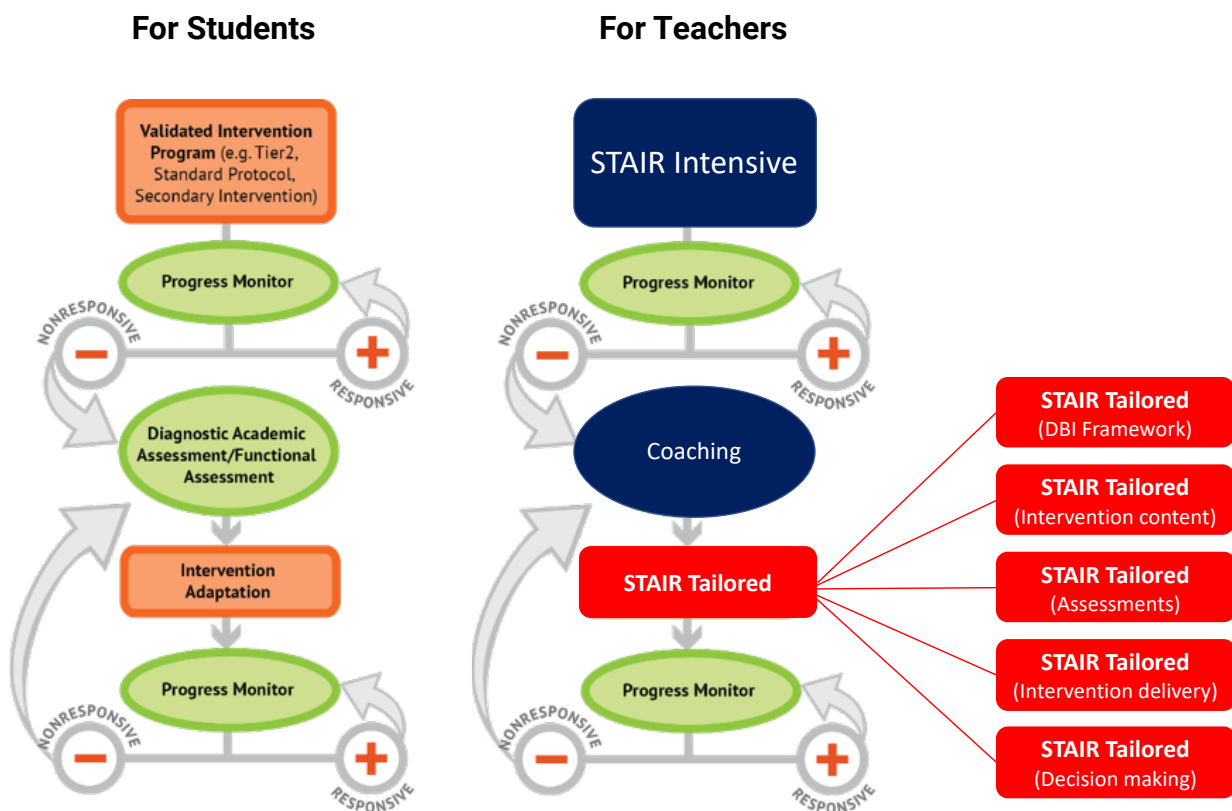 For Students
Validated Intervention
Program (e.g. Tier2,
Standard Protocol,
Secondary Intervention)
Progress Monitor
NONRESPONSIVE
RESPONSIVE
Diagnostic Academic
Assessment/Functional
Assessment
Intervention
Adaptation
Progress Monitor
NONRESPONSIVE
RESPONSIVE
For Teachers
STAIR Intensive
Progress Monitor
NONRESPONSIVE
RESPONSIVE
Coaching
STAIR Tailored
Progress Monitor
NONRESPONSIVE
RESPONSIVE
STAIR Tailored
(DBI Framework)
STAIR Tailored
(Intervention content)
STAIR Tailored
(Assessments)
STAIR Tailored
(Intervention delivery)
STAIR Tailored
(Decision making)